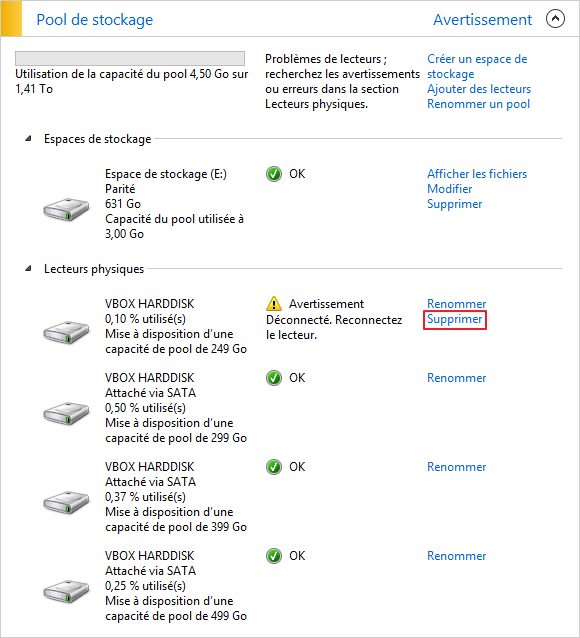 Pool de stockage
Avertissement
Utilisation de la capacité du pool 4,50 Go sur
1,41 To
Problèmes de lecteurs ;
recherchez les avertissements
ou erreurs dans la section
Lecteurs physiques.
Créer un espace de
stockage
Ajouter des lecteurs
Renommer un pool
Espaces de stockage
Espace de stockage (E:)
Parité
631 Go
Capacité du pool utilisée à
3,00 Go
OK
Afficher les fichiers
Modifier
Supprimer
Lecteurs physiques
VBOX HARDDISK
0,10 % utilisé(s)
Mise à disposition d'une
capacité de pool de 249 Go
Avertissement
Déconnecté. Reconnectez
le lecteur.
Renommer
Supprimer
VBOX HARDDISK
Attaché via SATA
0,50 % utilisé(s)
Mise à disposition d'une
capacité de pool de 299 Go
OK
Renommer
VBOX HARDDISK
Attaché via SATA
0,37 % utilisé(s)
Mise à disposition d'une
capacité de pool de 399 Go
OK
Renommer
VBOX HARDDISK
Attaché via SATA
0,25 % utilisé(s)
Mise à disposition d'une
capacité de pool de 499 Go
OK
Renommer